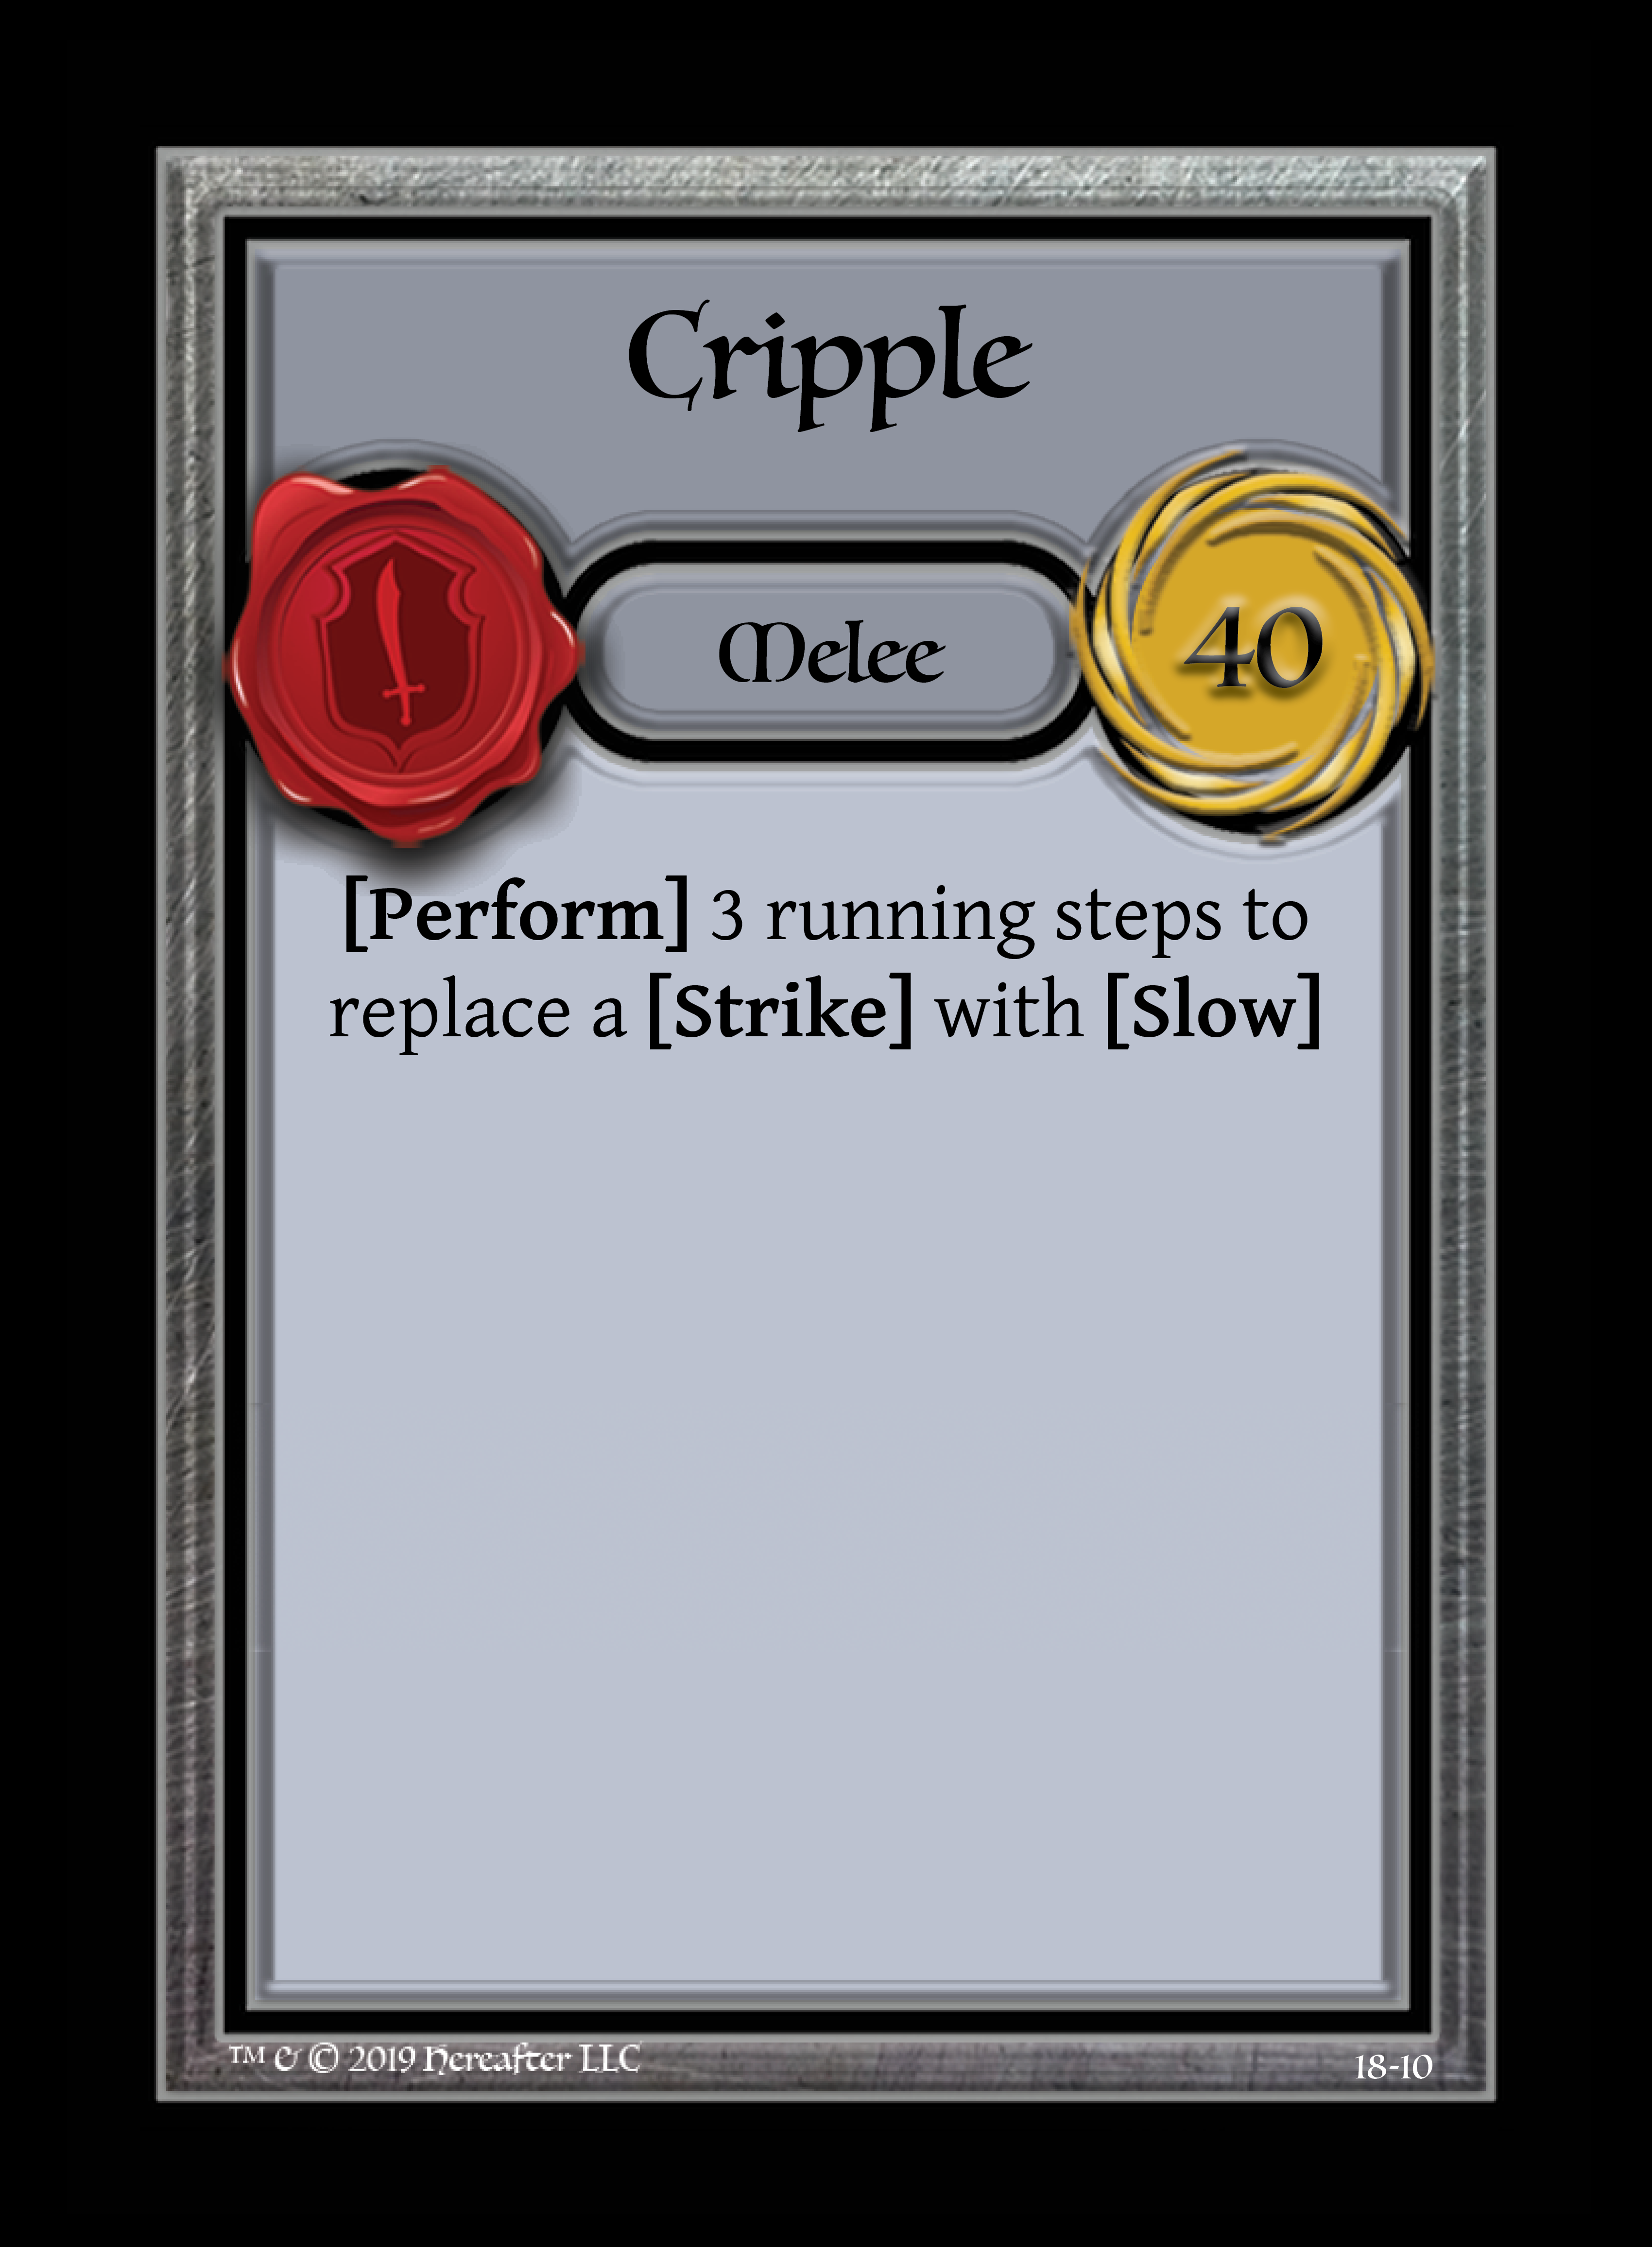 Cripple
Melee
40
[Perform] 3 running steps to
replace a [Strike] with [Slow]
™ & © 2019 Hereafter LLC
18-10